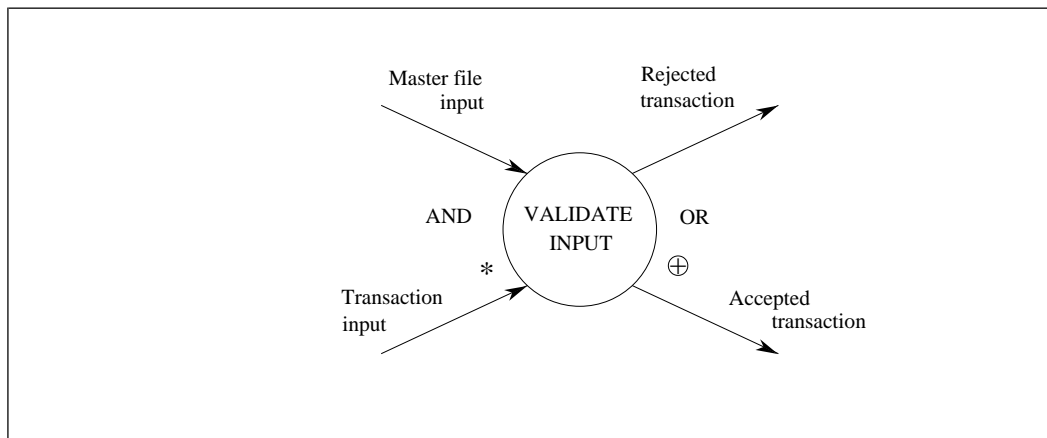 Master file
input
Rejected
transaction
AND
VALIDATE
INPUT
OR
*
⊕
Transaction
input
Accepted
transaction